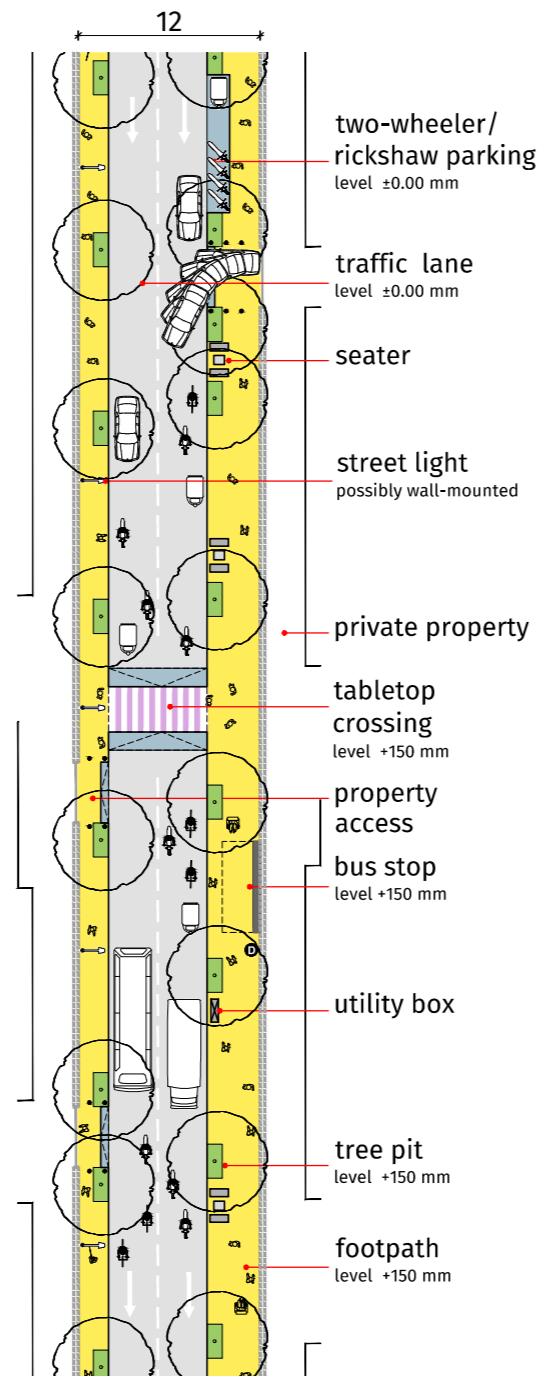 12
two-wheeler/
rickshaw parking
level ±0.00 mm
traffic lane
level ±0.00 mm
seater
street light
possibly wall-mounted
private property
tabletop
crossing
level +150 mm
property
access
bus stop
level +150 mm
D
utility box
tree pit
level +150 mm
footpath
level +150 mm